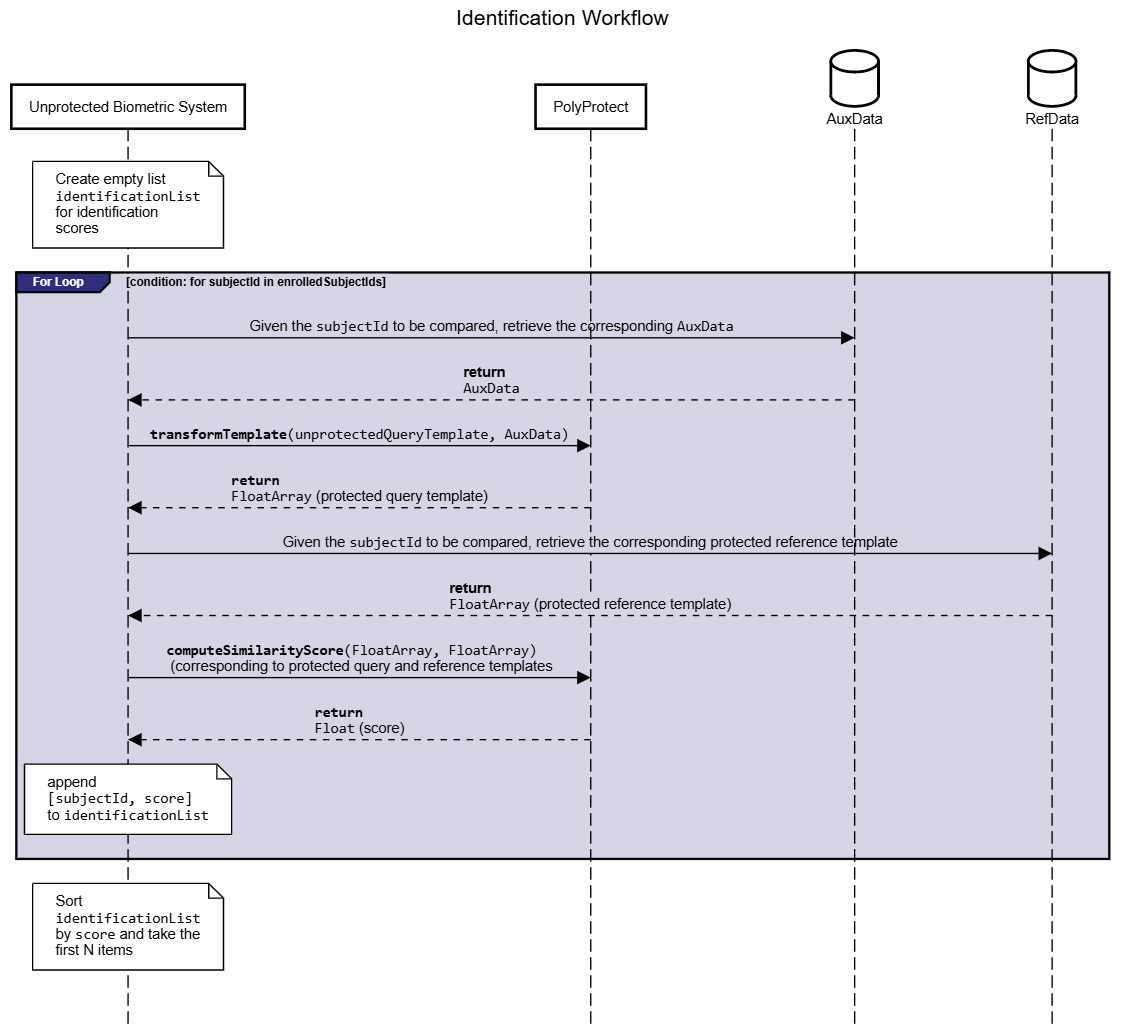 Identification Workflow
Unprotected Biometric System
PolyProtect
AuxData
RefData
Create empty list
identificationList
for identification
scores
For Loop
[condition: for subjectId in enrolledSubjectIds]
Given the subjectId to be compared, retrieve the corresponding AuxData
return
AuxData
transformTemplate(unprotectedQueryTemplate, AuxData)
return
FloatArray (protected query template)
Given the subjectId to be compared, retrieve the corresponding protected reference template
return
FloatArray (protected reference template)
computeSimilarityScore(FloatArray, FloatArray)
(corresponding to protected query and reference templates
return
Float (score)
append
[subjectId, score]
to identificationList
Sort
identificationList
by score and take the
first N items